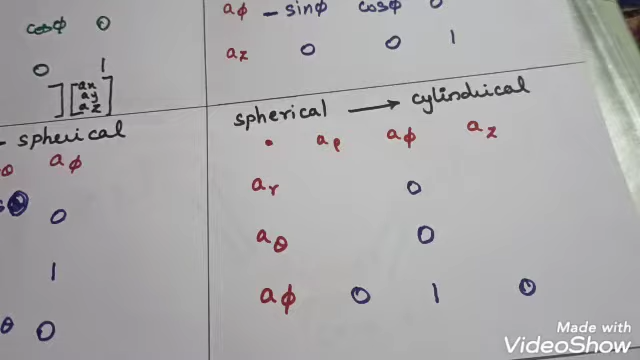 cosϕ 0
0 1
] [ax
ay
az]
- spherical
θ aϕ
0
1
θ 0
aϕ -sinϕ cosϕ 0
az 0 0 1
spherical → cylindrical
. aρ aϕ az
ar 0
aθ 0
aϕ 0 1 0
Made with
VideoShow